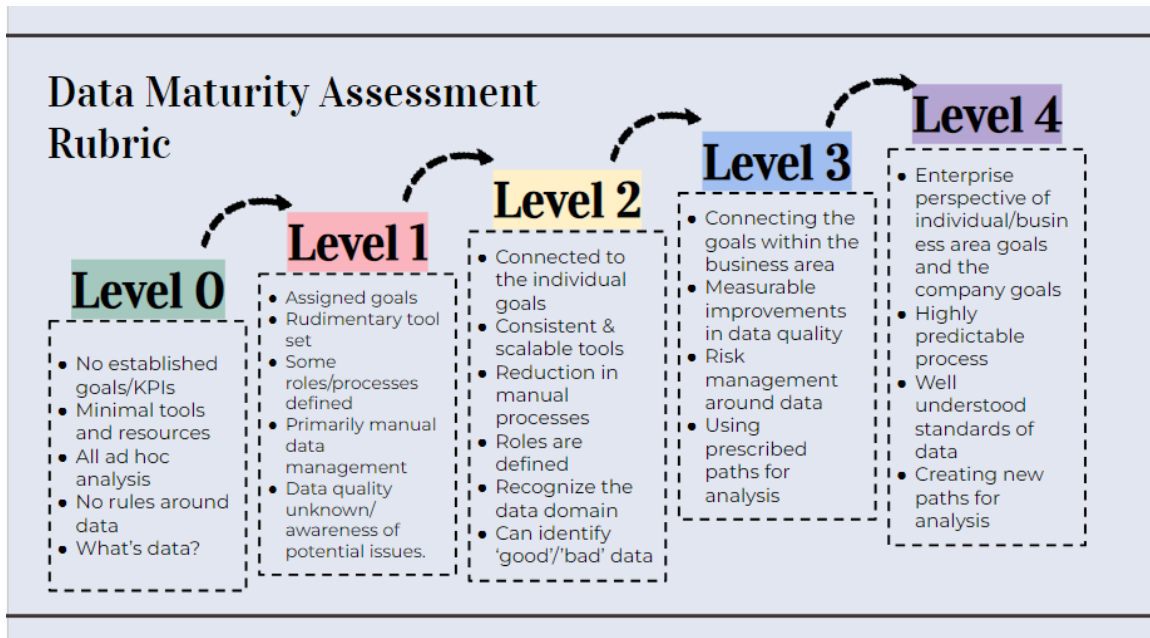 Data Maturity Assessment
Rubric
Level 0
● No established
goals/KPIs
● Minimal tools
and resources
● All ad hoc
analysis
● No rules around
data
● What's data?
Level 1
● Assigned goals
● Rudimentary tool
set
● Some
roles/processes
defined
● Primarily manual
data
management
● Data quality
unknown/
awareness of
potential issues.
Level 2
● Connected to
the individual
goals
● Consistent &
scalable tools
● Reduction in
manual
processes
● Roles are
defined
● Recognize the
data domain
● Can identify
‘good’/’bad’ data
Level 3
● Connecting the
goals within the
business area
● Measurable
improvements
in data quality
● Risk
management
around data
● Using
prescribed
paths for
analysis
Level 4
● Enterprise
perspective of
individual/busin
ess area goals
and the
company goals
● Highly
predictable
process
● Well
understood
standards of
data
● Creating new
paths for
analysis